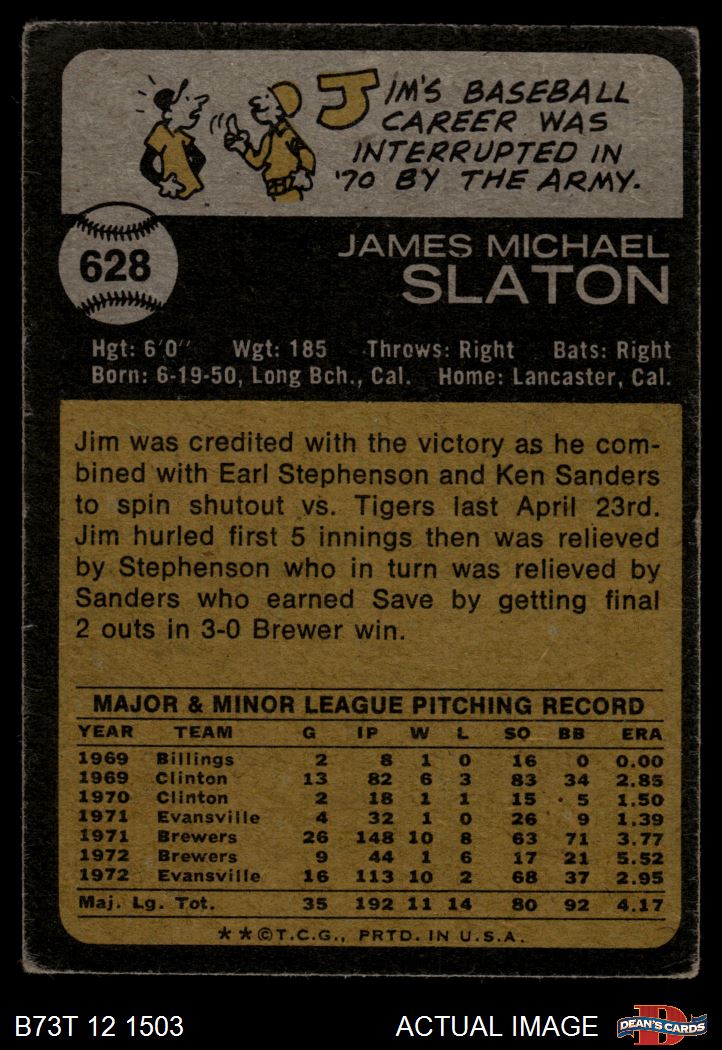 JIM'S BASEBALL
CAREER WAS
INTERRUPTED IN
'70 BY THE ARMY.
628
JAMES MICHAEL
SLATON
Hgt: 6'0" Wgt: 185 Throws: Right Bats: Right
Born: 6-19-50, Long Bch., Cal. Home: Lancaster, Cal.
Jim was credited with the victory as he com-
bined with Earl Stephenson and Ken Sanders
to spin shutout vs. Tigers last April 23rd.
Jim hurled first 5 innings then was relieved
by Stephenson who in turn was relieved by
Sanders who earned Save by getting final
2 outs in 3-0 Brewer win.
MAJOR & MINOR LEAGUE PITCHING RECORD
YEAR TEAM G IP W L SO BB ERA
1969 Billings 2 8 1 0 16 0 0.00
1969 Clinton 13 82 6 3 83 34 2.85
1970 Clinton 2 18 1 1 15 5 1.50
1971 Evansville 4 32 1 0 26 9 1.39
1971 Brewers 26 148 10 8 63 71 3.77
1972 Brewers 9 44 1 6 17 21 5.52
1972 Evansville 16 113 10 2 68 37 2.95
Maj. Lg. Tot. 35 192 11 14 80 92 4.17
**©T.C.G., PRTD. IN U.S.A.
B73T 12 1503 ACTUAL IMAGE D DEAN'S CARDS